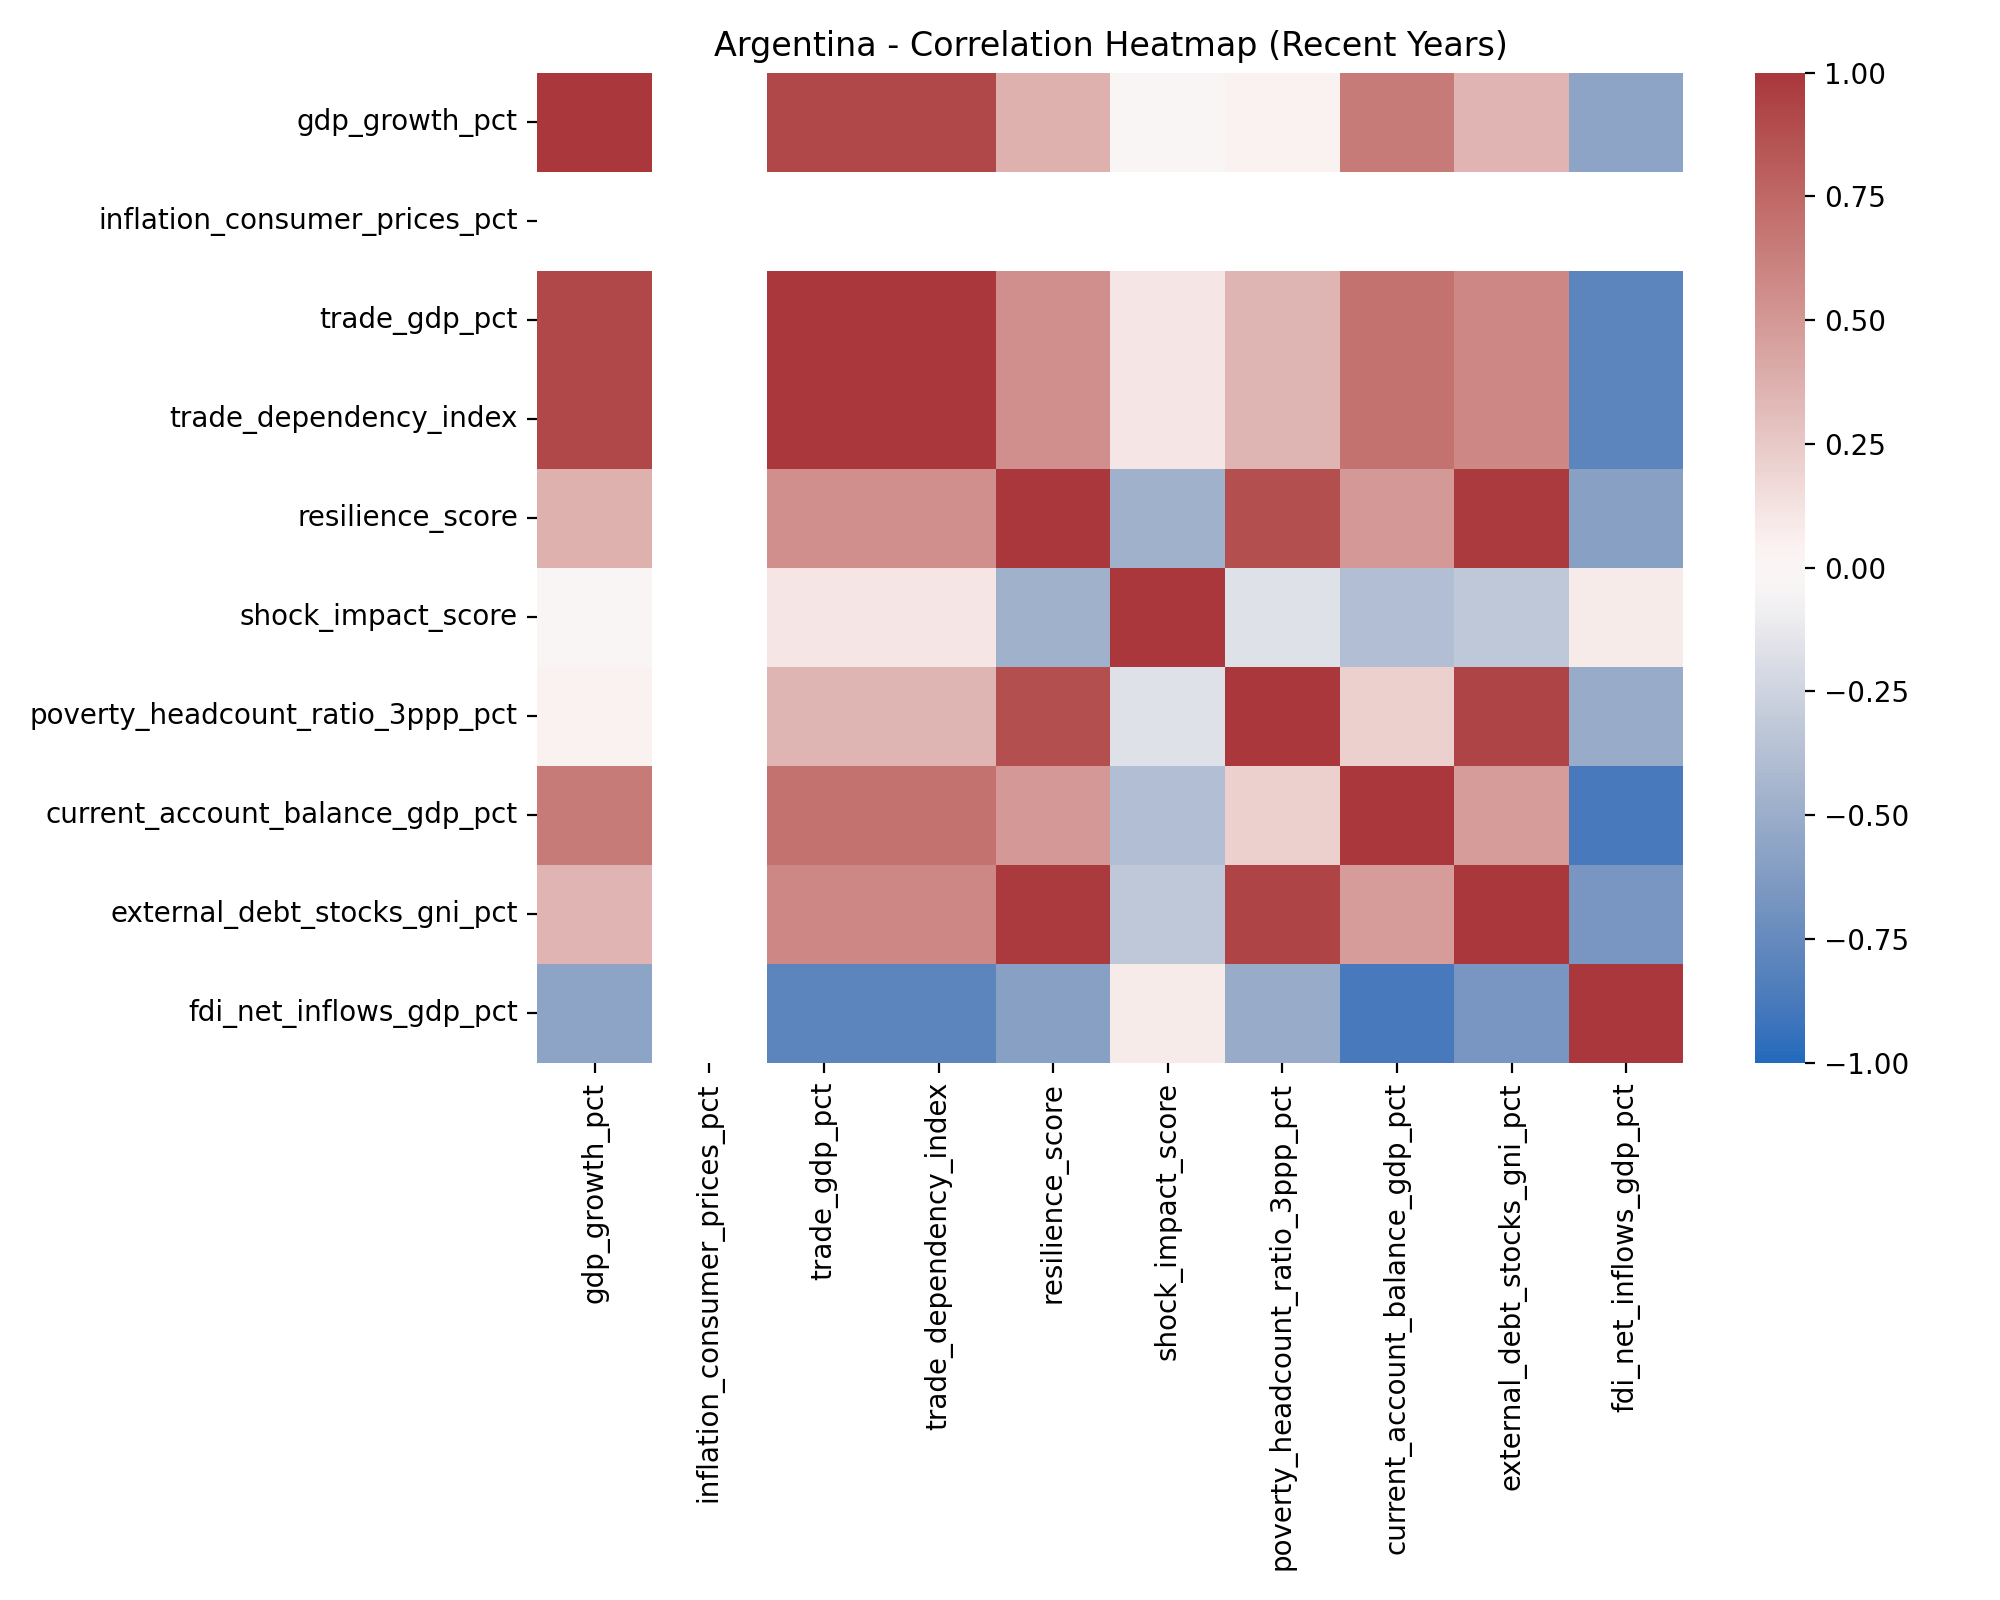 Argentina - Correlation Heatmap (Recent Years)
gdp_growth_pct
inflation_consumer_prices_pct
trade_gdp_pct
trade_dependency_index
resilience_score
shock_impact_score
poverty_headcount_ratio_3ppp_pct
current_account_balance_gdp_pct
external_debt_stocks_gni_pct
fdi_net_inflows_gdp_pct
1.00
0.75
0.50
0.25
0.00
−0.25
−0.50
−0.75
−1.00
gdp_growth_pct
inflation_consumer_prices_pct
trade_gdp_pct
trade_dependency_index
resilience_score
shock_impact_score
poverty_headcount_ratio_3ppp_pct
current_account_balance_gdp_pct
external_debt_stocks_gni_pct
fdi_net_inflows_gdp_pct